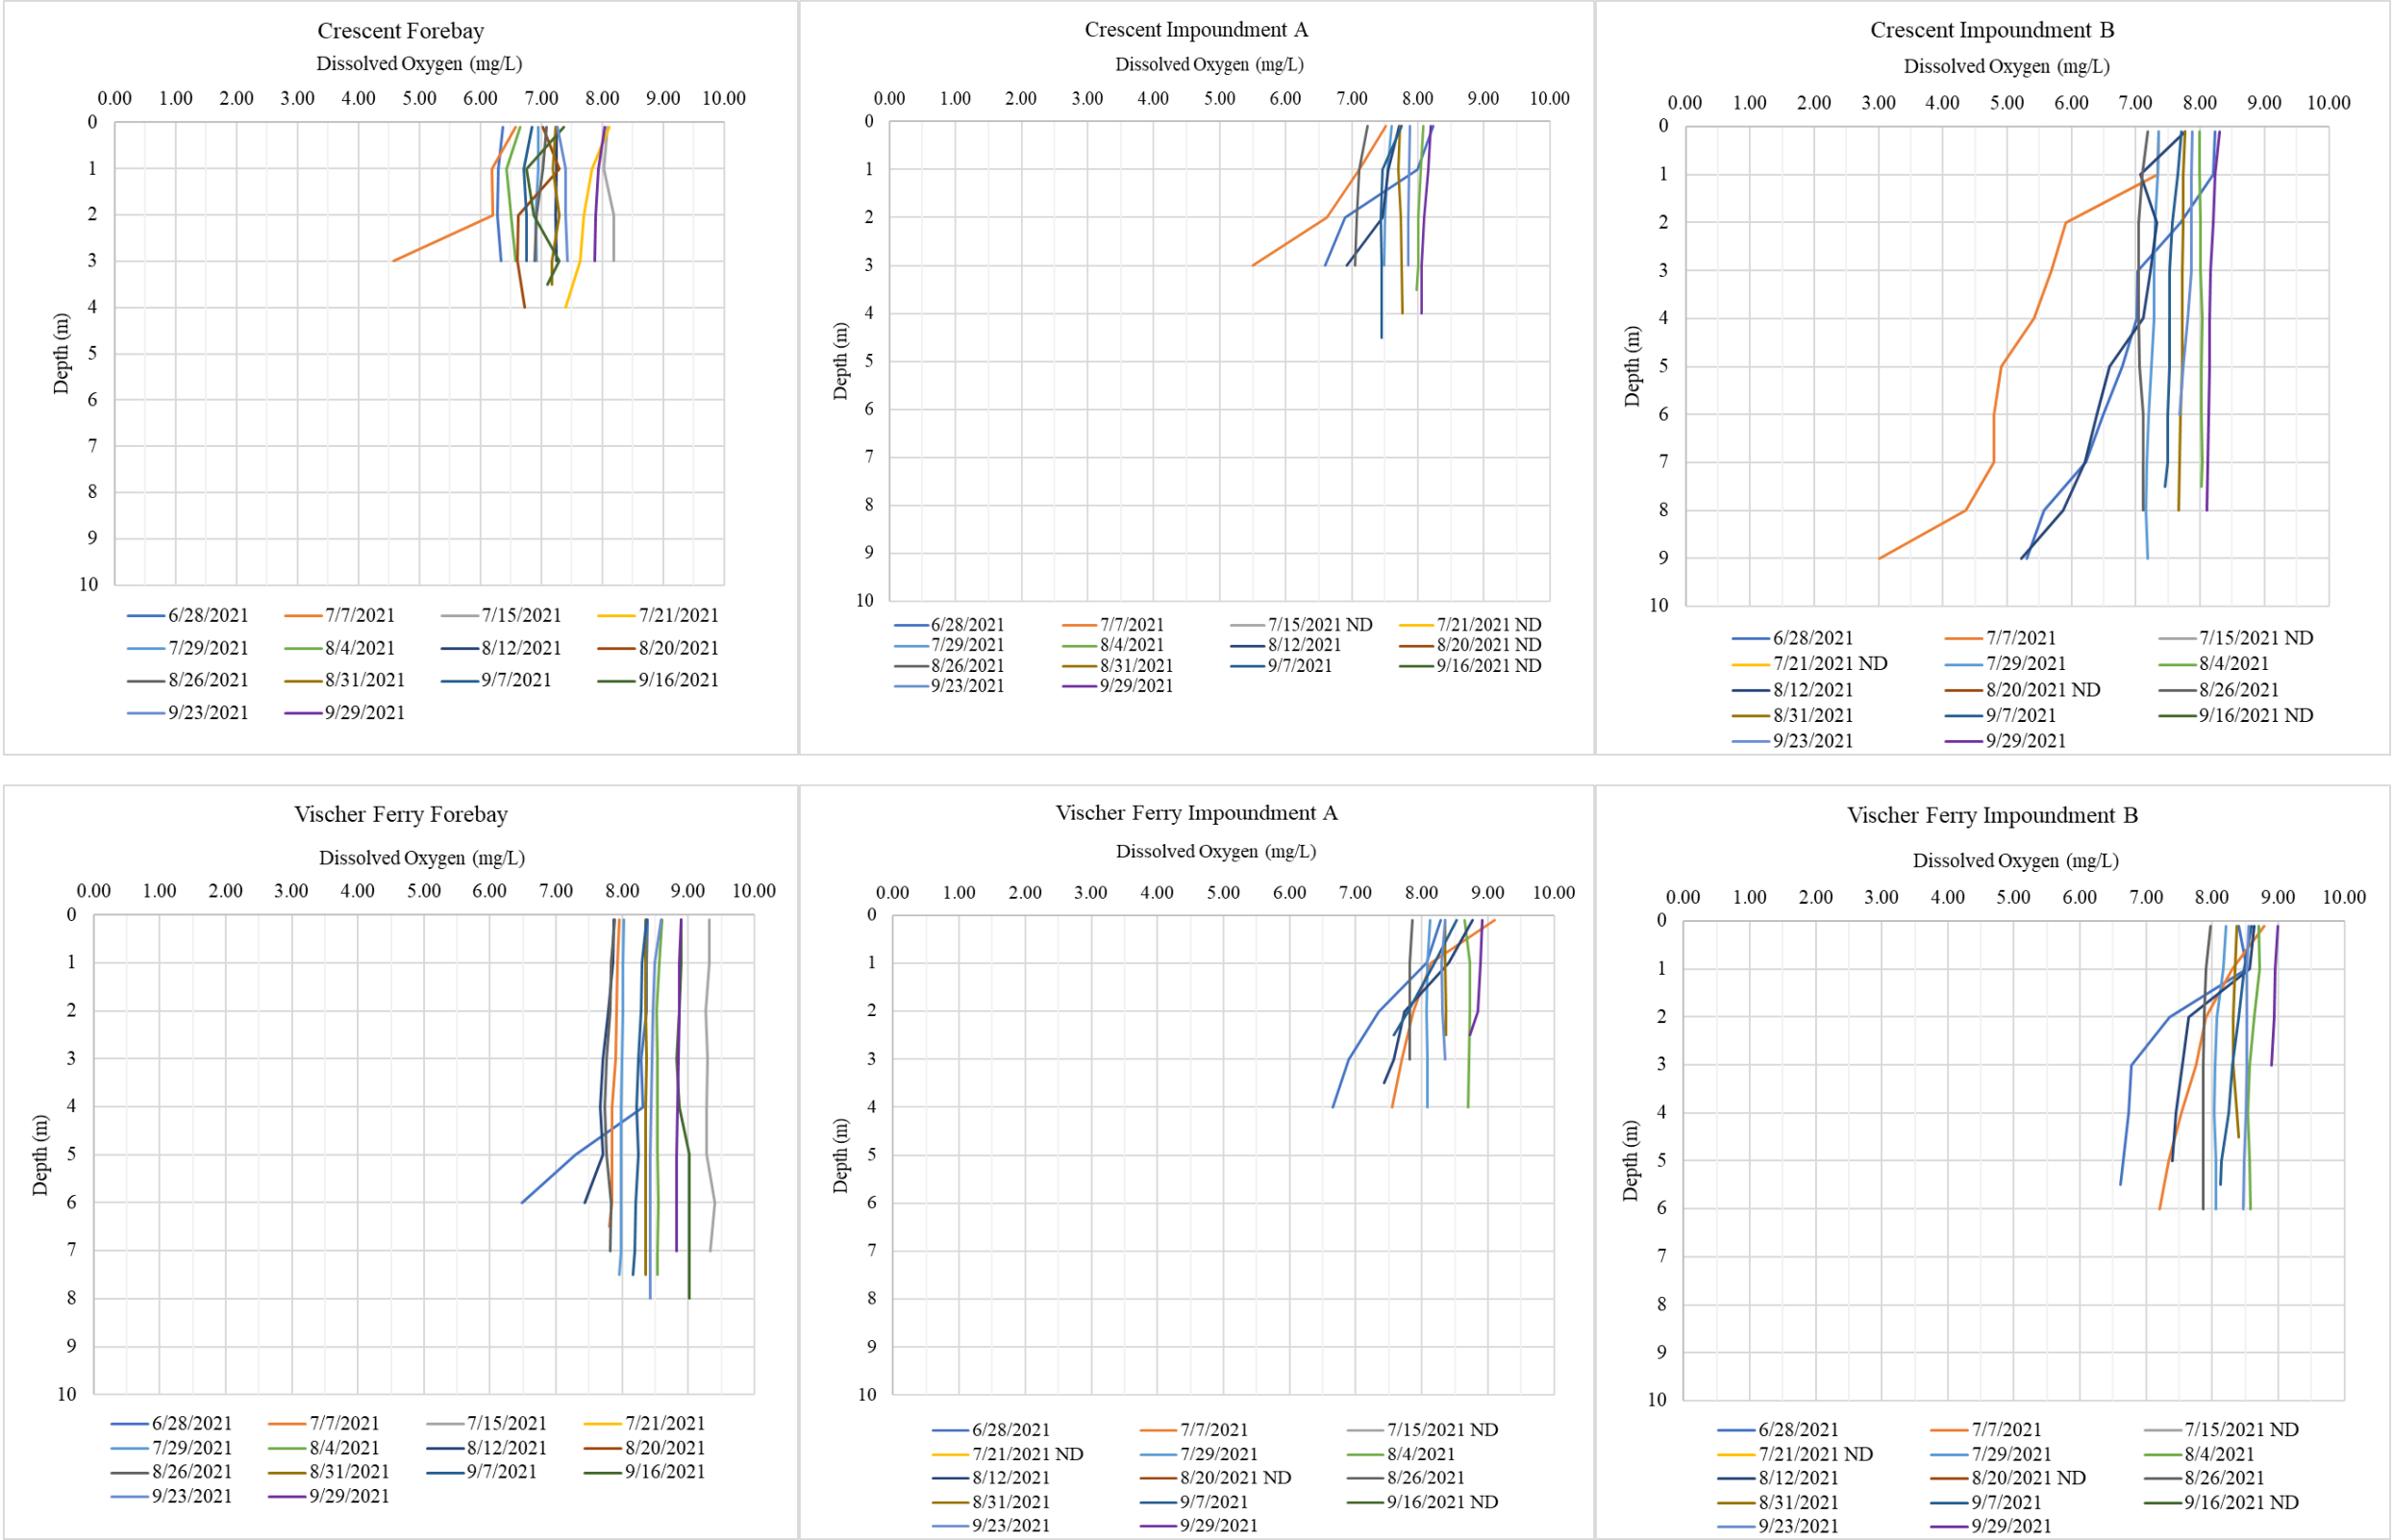 Crescent Forebay
Dissolved Oxygen (mg/L)
0.00 1.00 2.00 3.00 4.00 5.00 6.00 7.00 8.00 9.00 10.00
0
1
2
3
4
5
6
7
8
9
10
Depth (m)
6/28/2021 7/7/2021 7/15/2021 7/21/2021
7/29/2021 8/4/2021 8/12/2021 8/20/2021
8/26/2021 8/31/2021 9/7/2021 9/16/2021
9/23/2021 9/29/2021
Crescent Impoundment A
Dissolved Oxygen (mg/L)
0.00 1.00 2.00 3.00 4.00 5.00 6.00 7.00 8.00 9.00 10.00
0
1
2
3
4
5
6
7
8
9
10
Depth (m)
6/28/2021 7/7/2021 7/15/2021 ND 7/21/2021 ND
7/29/2021 8/4/2021 8/12/2021 8/20/2021 ND
8/26/2021 8/31/2021 9/7/2021 9/16/2021 ND
9/23/2021 9/29/2021
Crescent Impoundment B
Dissolved Oxygen (mg/L)
0.00 1.00 2.00 3.00 4.00 5.00 6.00 7.00 8.00 9.00 10.00
0
1
2
3
4
5
6
7
8
9
10
Depth (m)
6/28/2021 7/7/2021 7/15/2021 ND
7/21/2021 ND 7/29/2021 8/4/2021
8/12/2021 8/20/2021 ND 8/26/2021
8/31/2021 9/7/2021 9/16/2021 ND
9/23/2021 9/29/2021
Vischer Ferry Forebay
Dissolved Oxygen (mg/L)
0.00 1.00 2.00 3.00 4.00 5.00 6.00 7.00 8.00 9.00 10.00
0
1
2
3
4
5
6
7
8
9
10
Depth (m)
6/28/2021 7/7/2021 7/15/2021 7/21/2021
7/29/2021 8/4/2021 8/12/2021 8/20/2021
8/26/2021 8/31/2021 9/7/2021 9/16/2021
9/23/2021 9/29/2021
Vischer Ferry Impoundment A
Dissolved Oxygen (mg/L)
0.00 1.00 2.00 3.00 4.00 5.00 6.00 7.00 8.00 9.00 10.00
0
1
2
3
4
5
6
7
8
9
10
Depth (m)
6/28/2021 7/7/2021 7/15/2021 ND
7/21/2021 ND 7/29/2021 8/4/2021
8/12/2021 8/20/2021 ND 8/26/2021
8/31/2021 9/7/2021 9/16/2021 ND
9/23/2021 9/29/2021
Vischer Ferry Impoundment B
Dissolved Oxygen (mg/L)
0.00 1.00 2.00 3.00 4.00 5.00 6.00 7.00 8.00 9.00 10.00
0
1
2
3
4
5
6
7
8
9
10
Depth (m)
6/28/2021 7/7/2021 7/15/2021 ND
7/21/2021 ND 7/29/2021 8/4/2021
8/12/2021 8/20/2021 ND 8/26/2021
8/31/2021 9/7/2021 9/16/2021 ND
9/23/2021 9/29/2021